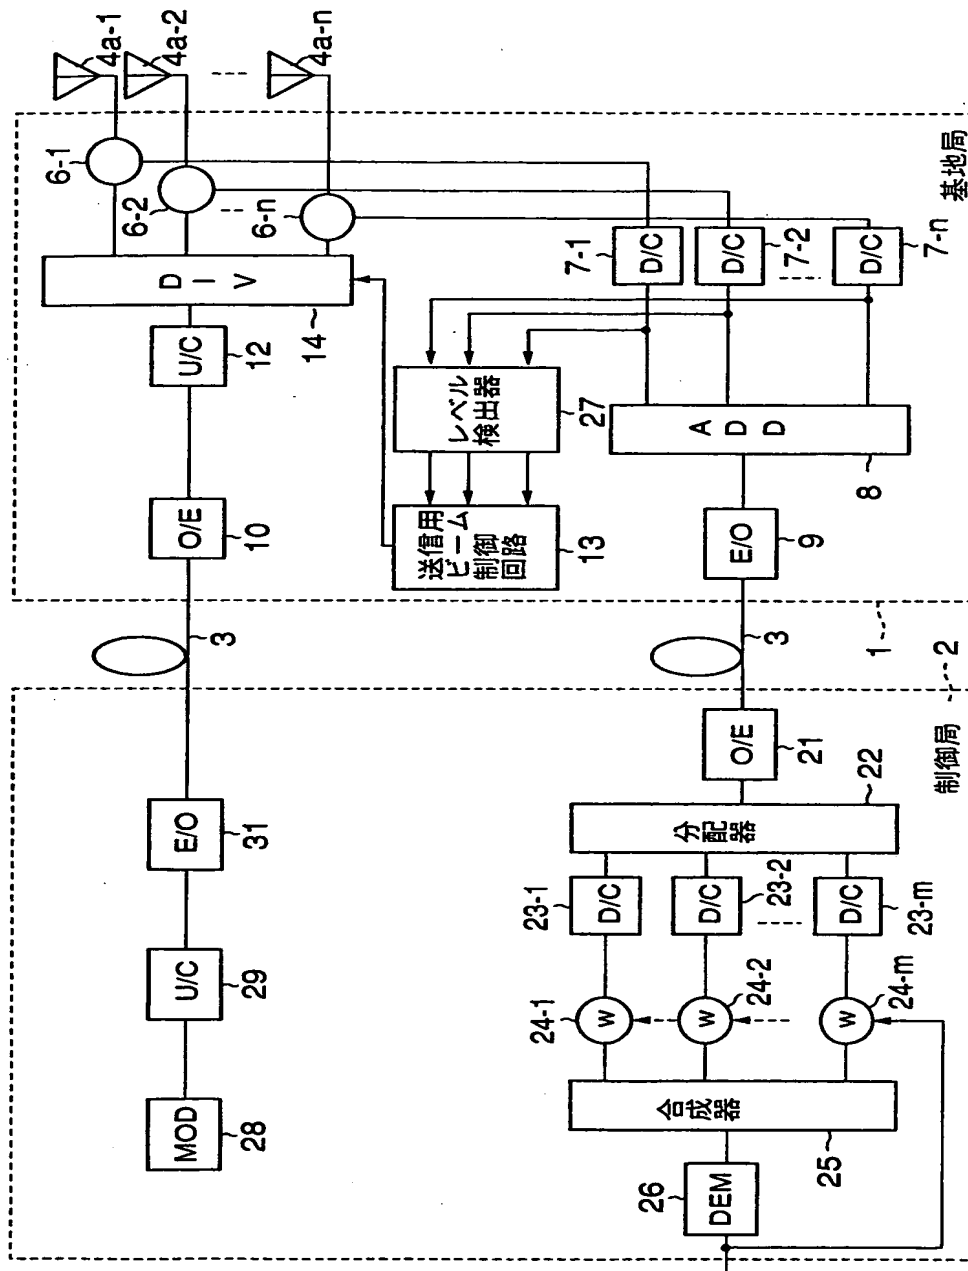 4a-1
4a-2
4a-n
6-1
6-2
6-n
DIV
14
U/C
12
O/E
10
3
E/O
31
U/C
29
MOD
28
レベル
検出器
27
送信用
ビーム
制御
回路
13
D/C
7-1
D/C
7-2
D/C
7-n
ADD
8
E/O
9
3
基地局
1
2
制御局
O/E
21
分配器
22
D/C
23-1
D/C
23-2
D/C
23-m
W
24-1
W
24-2
W
24-m
合成器
25
DEM
26